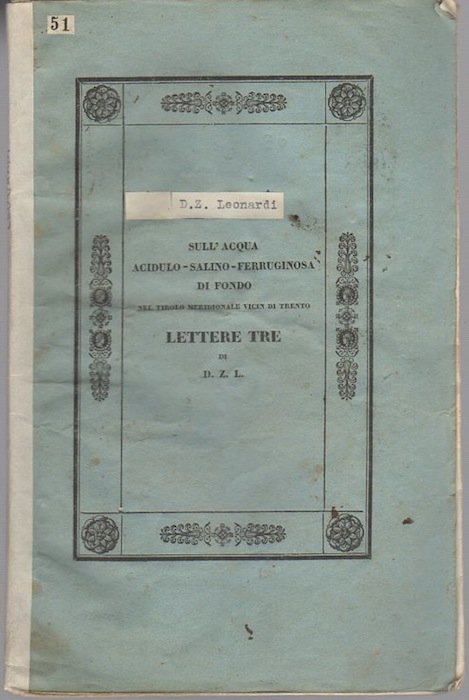 51
D.Z. Leonardi
SULL'ACQUA
ACIDULO-SALINO-FERRUGINOSA
DI FONDO
NEL TIROLO MERIDIONALE VICIN DI TRENTO
LETTERE TRE
DI
D. Z. L.